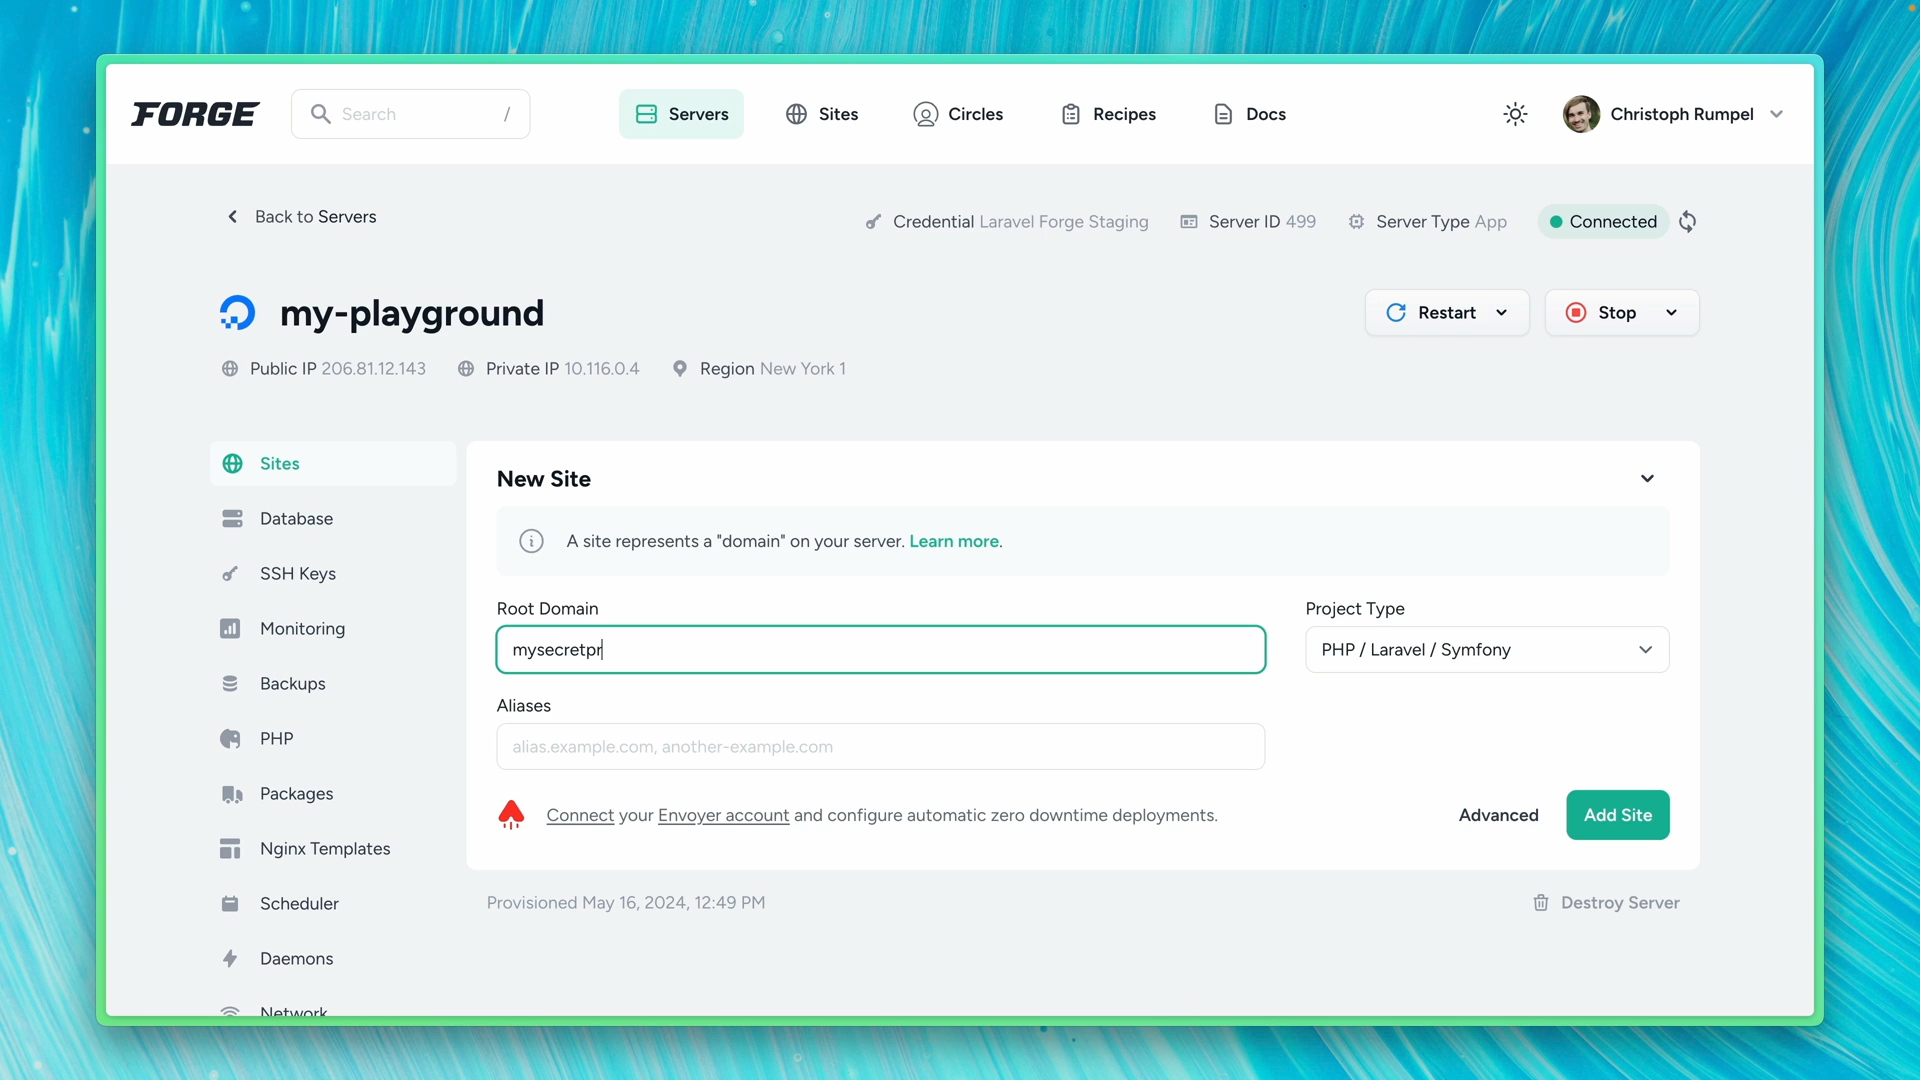 FORGE
Search /
Servers
Sites
Circles
Recipes
Docs
Christoph Rumpel
Back to Servers
Credential Laravel Forge Staging
Server ID 499
Server Type App
Connected
my-playground
Restart
Stop
Public IP 206.81.12.143
Private IP 10.116.0.4
Region New York 1
Sites
Database
SSH Keys
Monitoring
Backups
PHP
Packages
Nginx Templates
Scheduler
Daemons
Network
New Site
A site represents a "domain" on your server. Learn more.
Root Domain
mysecretpr
Project Type
PHP / Laravel / Symfony
Aliases
alias.example.com, another-example.com
Connect your Envoyer account and configure automatic zero downtime deployments.
Advanced
Add Site
Provisioned May 16, 2024, 12:49 PM
Destroy Server